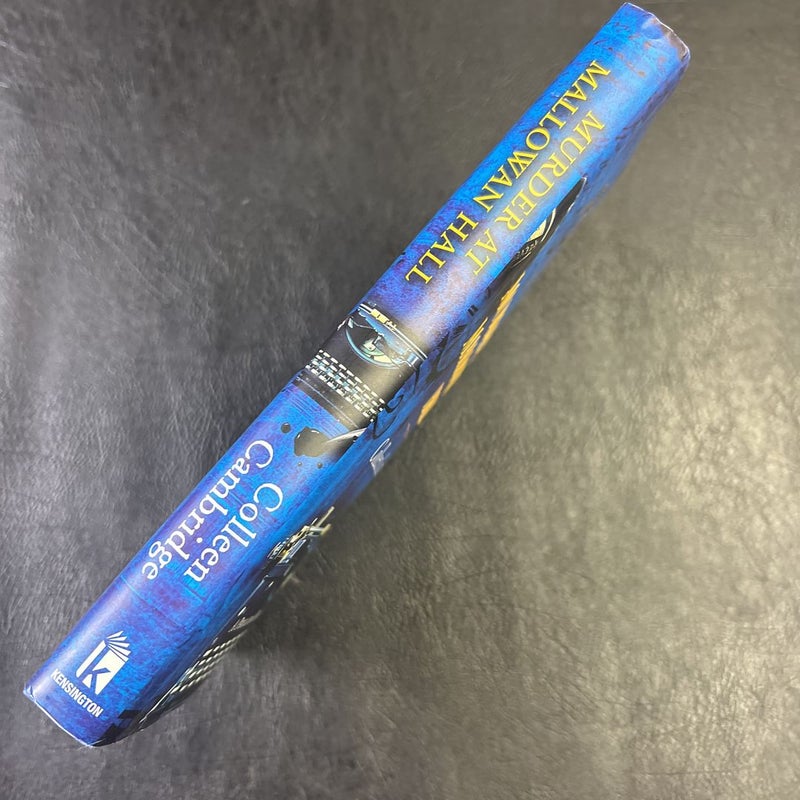 MURDER AT
MALLOWAN HALL
Colleen
Cambridge
K
KENSINGTON